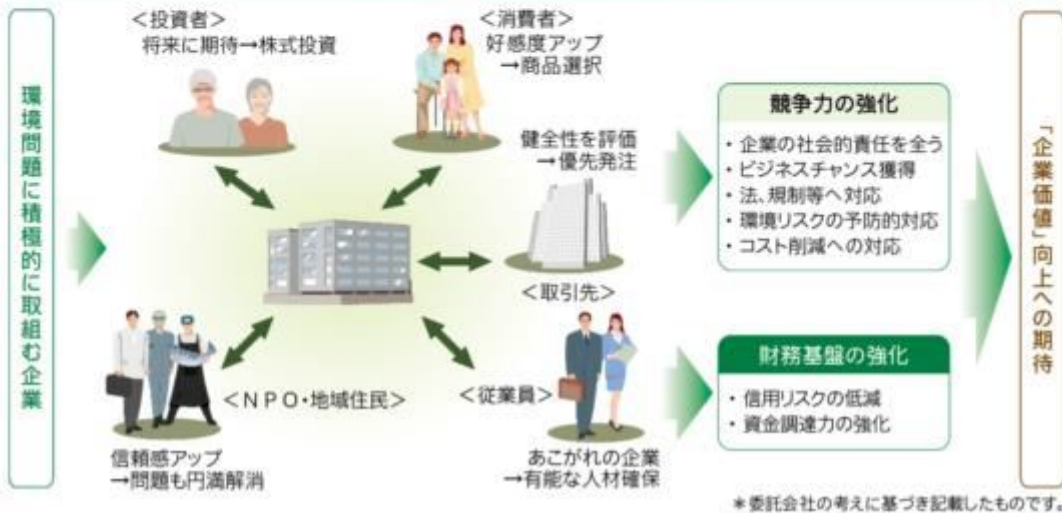 環境問題に積極的に取組む企業
＜投資者＞
将来に期待→株式投資
＜消費者＞
好感度アップ
→商品選択
健全性を評価
→優先発注
＜取引先＞
＜NPO・地域住民＞
信頼感アップ
→問題も円満解消
＜従業員＞
あこがれの企業
→有能な人材確保
競争力の強化
・企業の社会的責任を全う
・ビジネスチャンス獲得
・法、規制等へ対応
・環境リスクの予防的対応
・コスト削減への対応
財務基盤の強化
・信用リスクの低減
・資金調達力の強化
「企業価値」向上への期待
＊委託会社の考えに基づき記載したものです。